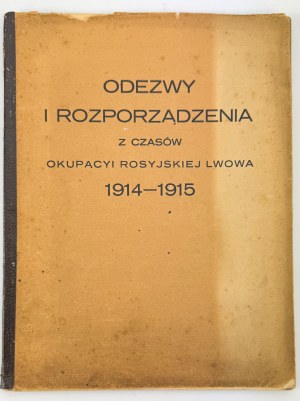 ODEZWY
I ROZPORZĄDZENIA
Z CZASÓW
OKUPACYI ROSYJSKIEJ LWOWA
1914—1915